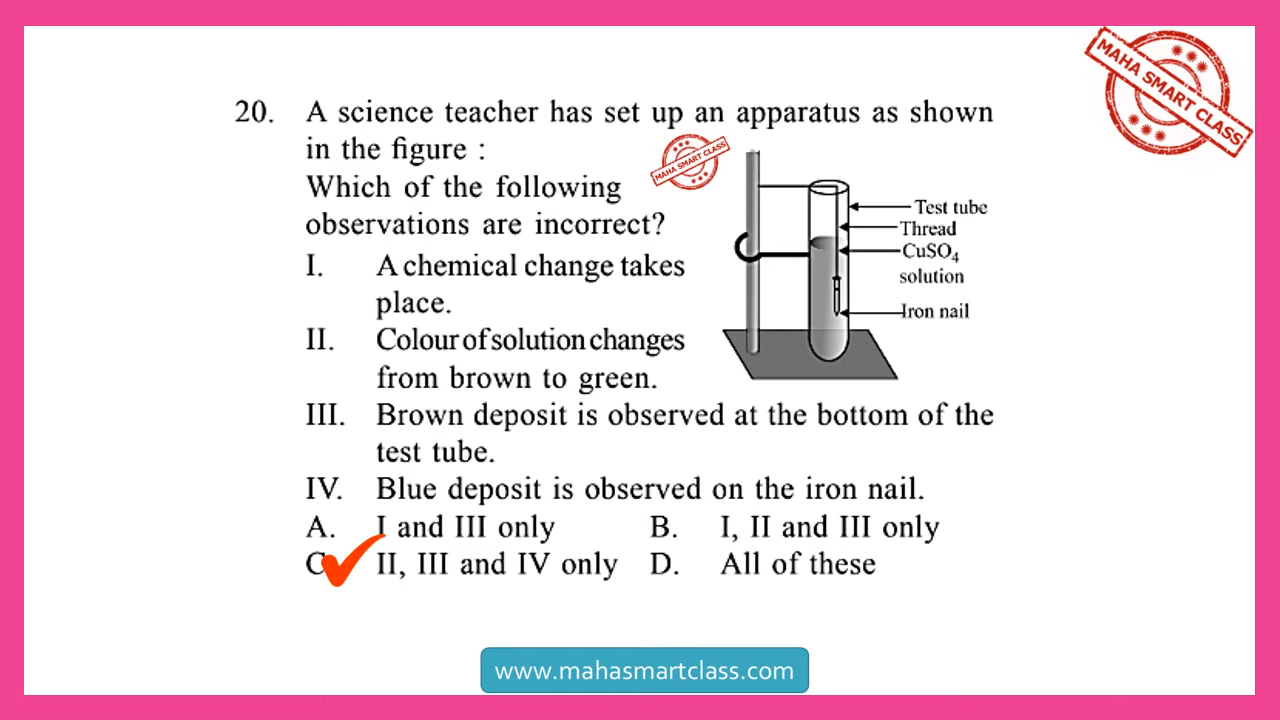 MAHA SMART CLASS
20. A science teacher has set up an apparatus as shown
in the figure :
MAHA SMART CLASS
Which of the following
observations are incorrect?
I. A chemical change takes
place.
II. Colour of solution changes
from brown to green.
Test tube
Thread
CuSO₄
solution
Iron nail
III. Brown deposit is observed at the bottom of the
test tube.
IV. Blue deposit is observed on the iron nail.
A. I and III only B. I, II and III only
C II, III and IV only D. All of these
www.mahasmartclass.com